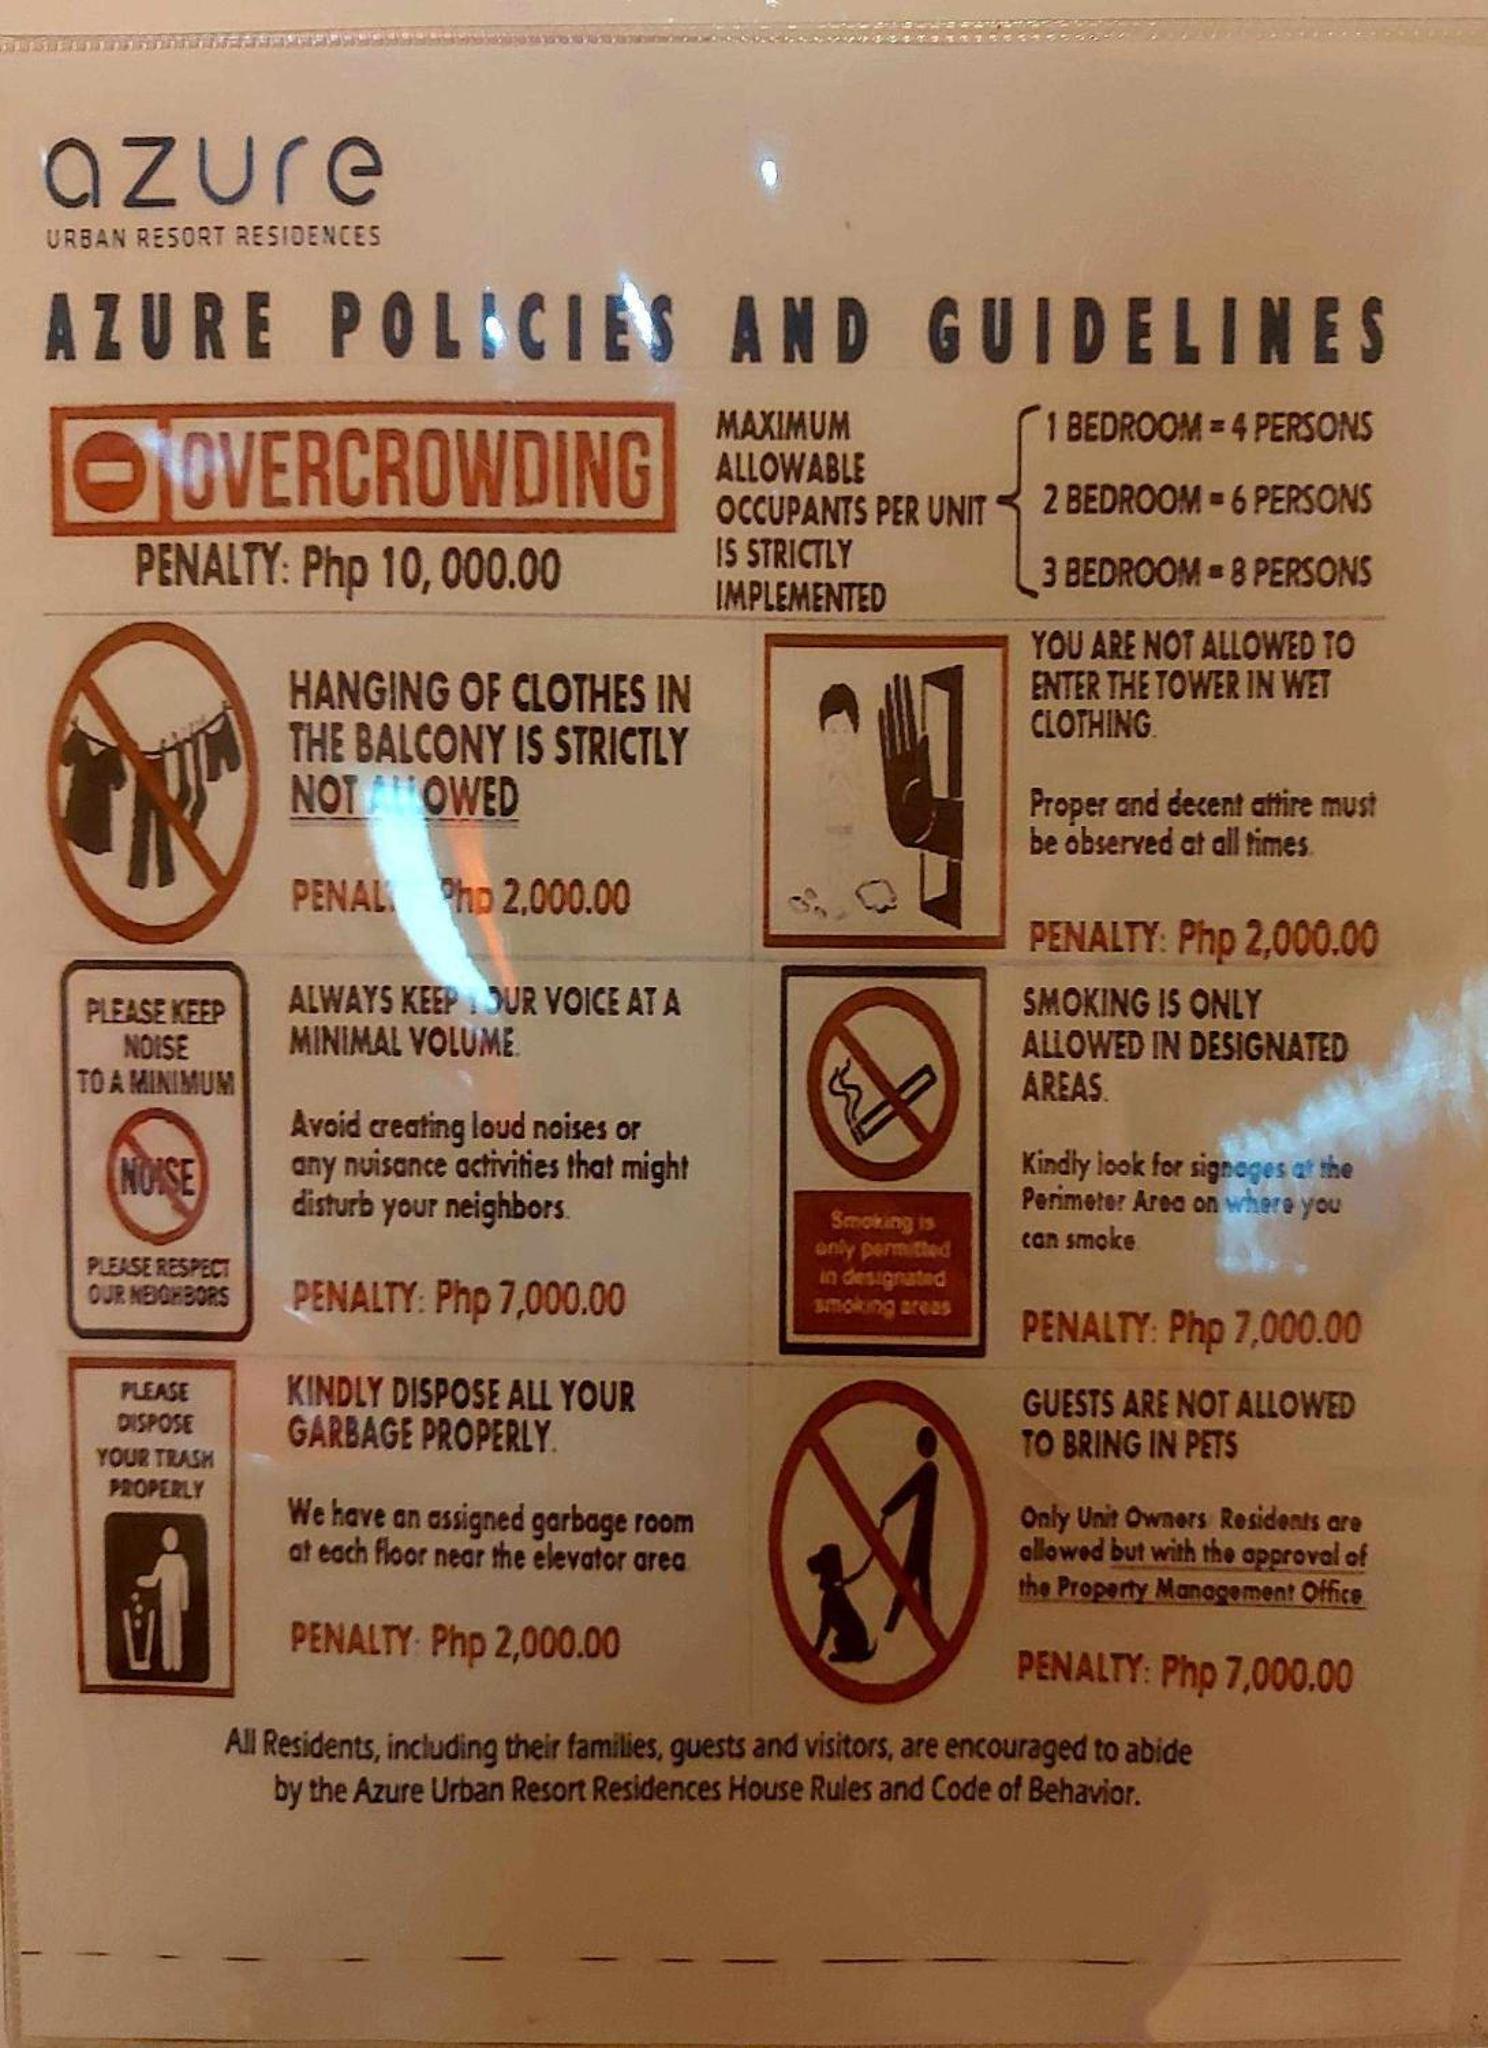 azure
URBAN RESORT RESIDENCES
AZURE POLICIES AND GUIDELINES
OVERCROWDING
PENALTY: Php 10, 000.00
MAXIMUM
ALLOWABLE
OCCUPANTS PER UNIT
IS STRICTLY
IMPLEMENTED
1 BEDROOM = 4 PERSONS
2 BEDROOM = 6 PERSONS
3 BEDROOM = 8 PERSONS
HANGING OF CLOTHES IN
THE BALCONY IS STRICTLY
NOT ALLOWED
PENALTY: Php 2,000.00
YOU ARE NOT ALLOWED TO
ENTER THE TOWER IN WET
CLOTHING.
Proper and decent attire must
be observed at all times.
PENALTY: Php 2,000.00
PLEASE KEEP
NOISE
TO A MINIMUM
NOISE
PLEASE RESPECT
OUR NEIGHBORS
ALWAYS KEEP YOUR VOICE AT A
MINIMAL VOLUME.
Avoid creating loud noises or
any nuisance activities that might
disturb your neighbors.
PENALTY: Php 7,000.00
Smoking is
only permitted
in designated
smoking areas
SMOKING IS ONLY
ALLOWED IN DESIGNATED
AREAS.
Kindly look for signages at the
Perimeter Area on where you
can smoke.
PENALTY: Php 7,000.00
PLEASE
DISPOSE
YOUR TRASH
PROPERLY
KINDLY DISPOSE ALL YOUR
GARBAGE PROPERLY.
We have an assigned garbage room
at each floor near the elevator area.
PENALTY: Php 2,000.00
GUESTS ARE NOT ALLOWED
TO BRING IN PETS
Only Unit Owners/ Residents are
allowed but with the approval of
the Property Management Office.
PENALTY: Php 7,000.00
All Residents, including their families, guests and visitors, are encouraged to abide
by the Azure Urban Resort Residences House Rules and Code of Behavior.